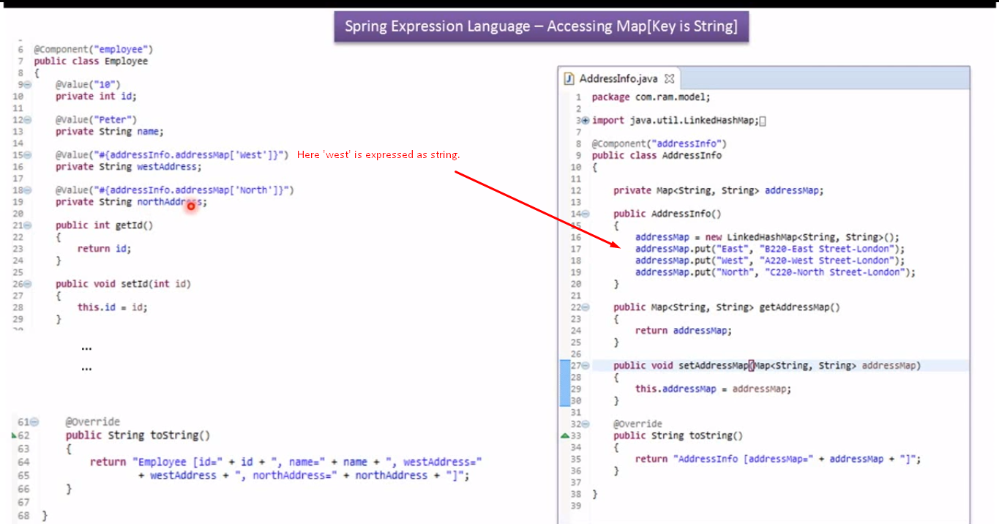 Spring Expression Language – Accessing Map[Key is String]
6 @Component("employee")
7 public class Employee
8 {
9 @Value("10")
10 private int id;
11
12 @Value("Peter")
13 private String name;
14
15 @Value("#{addressInfo.addressMap['West']}") Here 'west' is expressed as string.
16 private String westAddress;
17
18 @Value("#{addressInfo.addressMap['North']}")
19 private String northAddress;
20
21 public int getId()
22 {
23 return id;
24 }
25
26 public void setId(int id)
27 {
28 this.id = id;
29 }
...
...
61 @Override
62 public String toString()
63 {
64 return "Employee [id=" + id + ", name=" + name + ", westAddress="
65 + westAddress + ", northAddress=" + northAddress + "]";
66 }
67
68 }
AddressInfo.java
1 package com.ram.model;
2
3 import java.util.LinkedHashMap;
7
8 @Component("addressInfo")
9 public class AddressInfo
10 {
11
12 private Map<String, String> addressMap;
13
14 public AddressInfo()
15 {
16 addressMap = new LinkedHashMap<String, String>();
17 addressMap.put("East", "B220-East Street-London");
18 addressMap.put("West", "A220-West Street-London");
19 addressMap.put("North", "C220-North Street-London");
20 }
21
22 public Map<String, String> getAddressMap()
23 {
24 return addressMap;
25 }
26
27 public void setAddressMap(Map<String, String> addressMap)
28 {
29 this.addressMap = addressMap;
30 }
31
32 @Override
33 public String toString()
34 {
35 return "AddressInfo [addressMap=" + addressMap + "]";
36 }
37
38 }
39